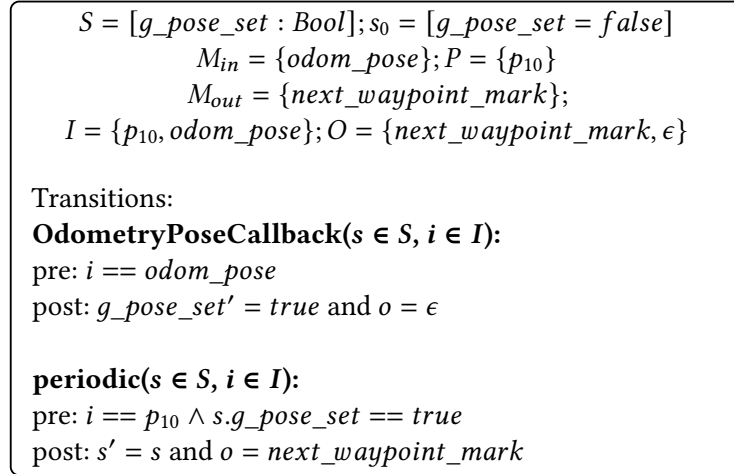 S = [g_pose_set : Bool]; s₀ = [g_pose_set = false]
M_in = {odom_pose}; P = {p₁₀}
M_out = {next_waypoint_mark};
I = {p₁₀, odom_pose}; O = {next_waypoint_mark, ϵ}
Transitions:
OdometryPoseCallback(s ∈ S, i ∈ I):
pre: i == odom_pose
post: g_pose_set′ = true and o = ϵ
periodic(s ∈ S, i ∈ I):
pre: i == p₁₀ ∧ s.g_pose_set == true
post: s′ = s and o = next_waypoint_mark